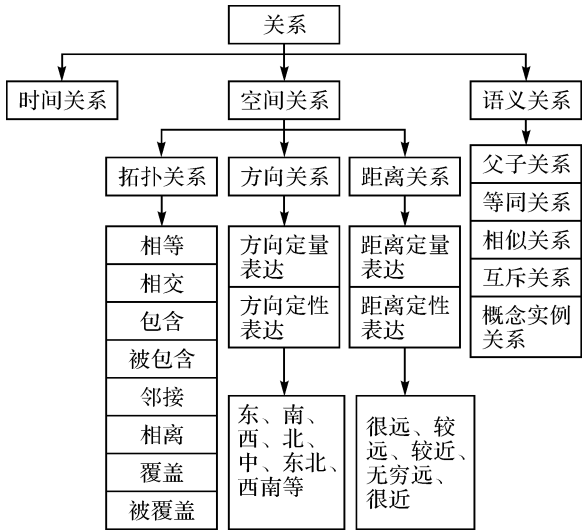 关系
时间关系
空间关系
语义关系
拓扑关系
方向关系
距离关系
相等
相交
包含
被包含
邻接
相离
覆盖
被覆盖
方向定量
表达
方向定性
表达
东、南、
西、北、
中、东北、
西南等
距离定量
表达
距离定性
表达
很远、较
远、较近、
无穷远、
很近
父子关系
等同关系
相似关系
互斥关系
概念实例
关系